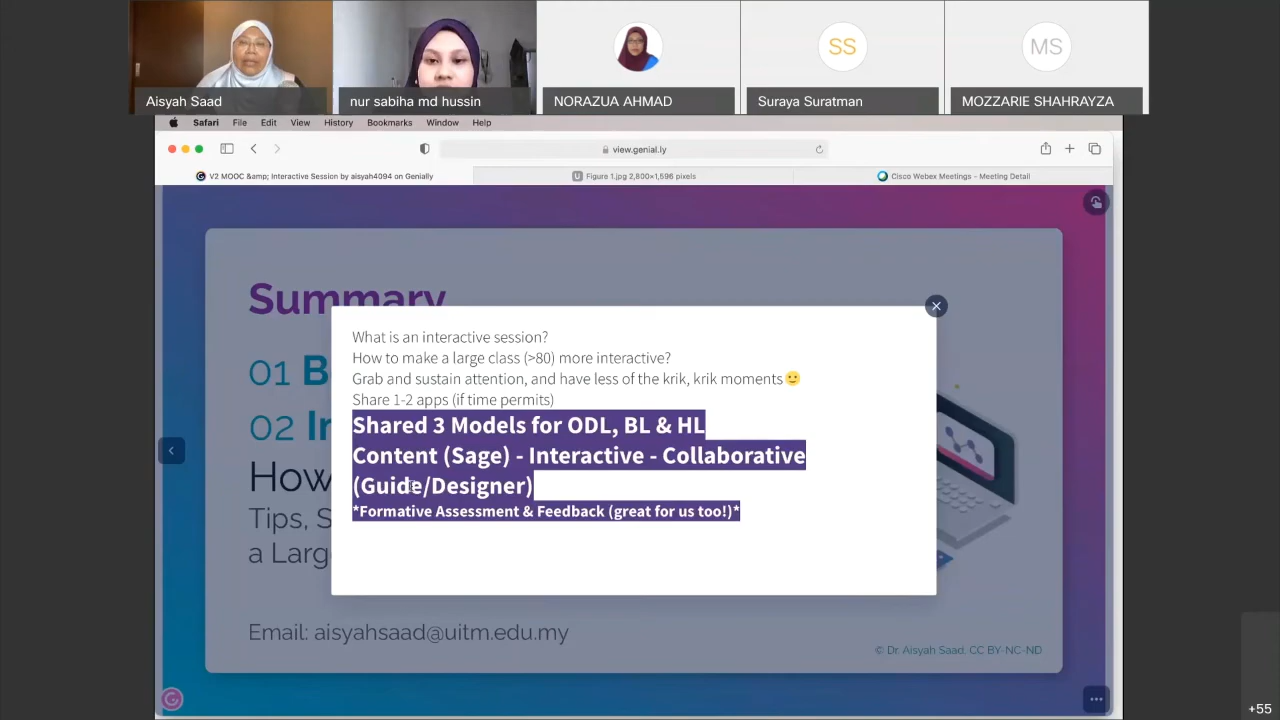 SS
MS
Aisyah Saad
nur sabiha md hussin
NORAZUA AHMAD
Suraya Suratman
MOZZARIE SHAHRAYZA
Safari File Edit View History Bookmarks Window Help
view.genial.ly
V2 MOOC &amp; Interactive Session by aisyah4094 on Genially
Figure 1.jpg 2,800×1,596 pixels
Cisco Webex Meetings - Meeting Detail
Summary
01 B
02 In
How
Tips, S
a Larg
What is an interactive session?
How to make a large class (>80) more interactive?
Grab and sustain attention, and have less of the krik, krik moments🙂
Share 1-2 apps (if time permits)
Shared 3 Models for ODL, BL & HL
Content (Sage) - Interactive - Collaborative
(Guide/Designer)
*Formative Assessment & Feedback (great for us too!)*
Email: aisyahsaad@uitm.edu.my
© Dr. Aisyah Saad, CC BY-NC-ND
+55